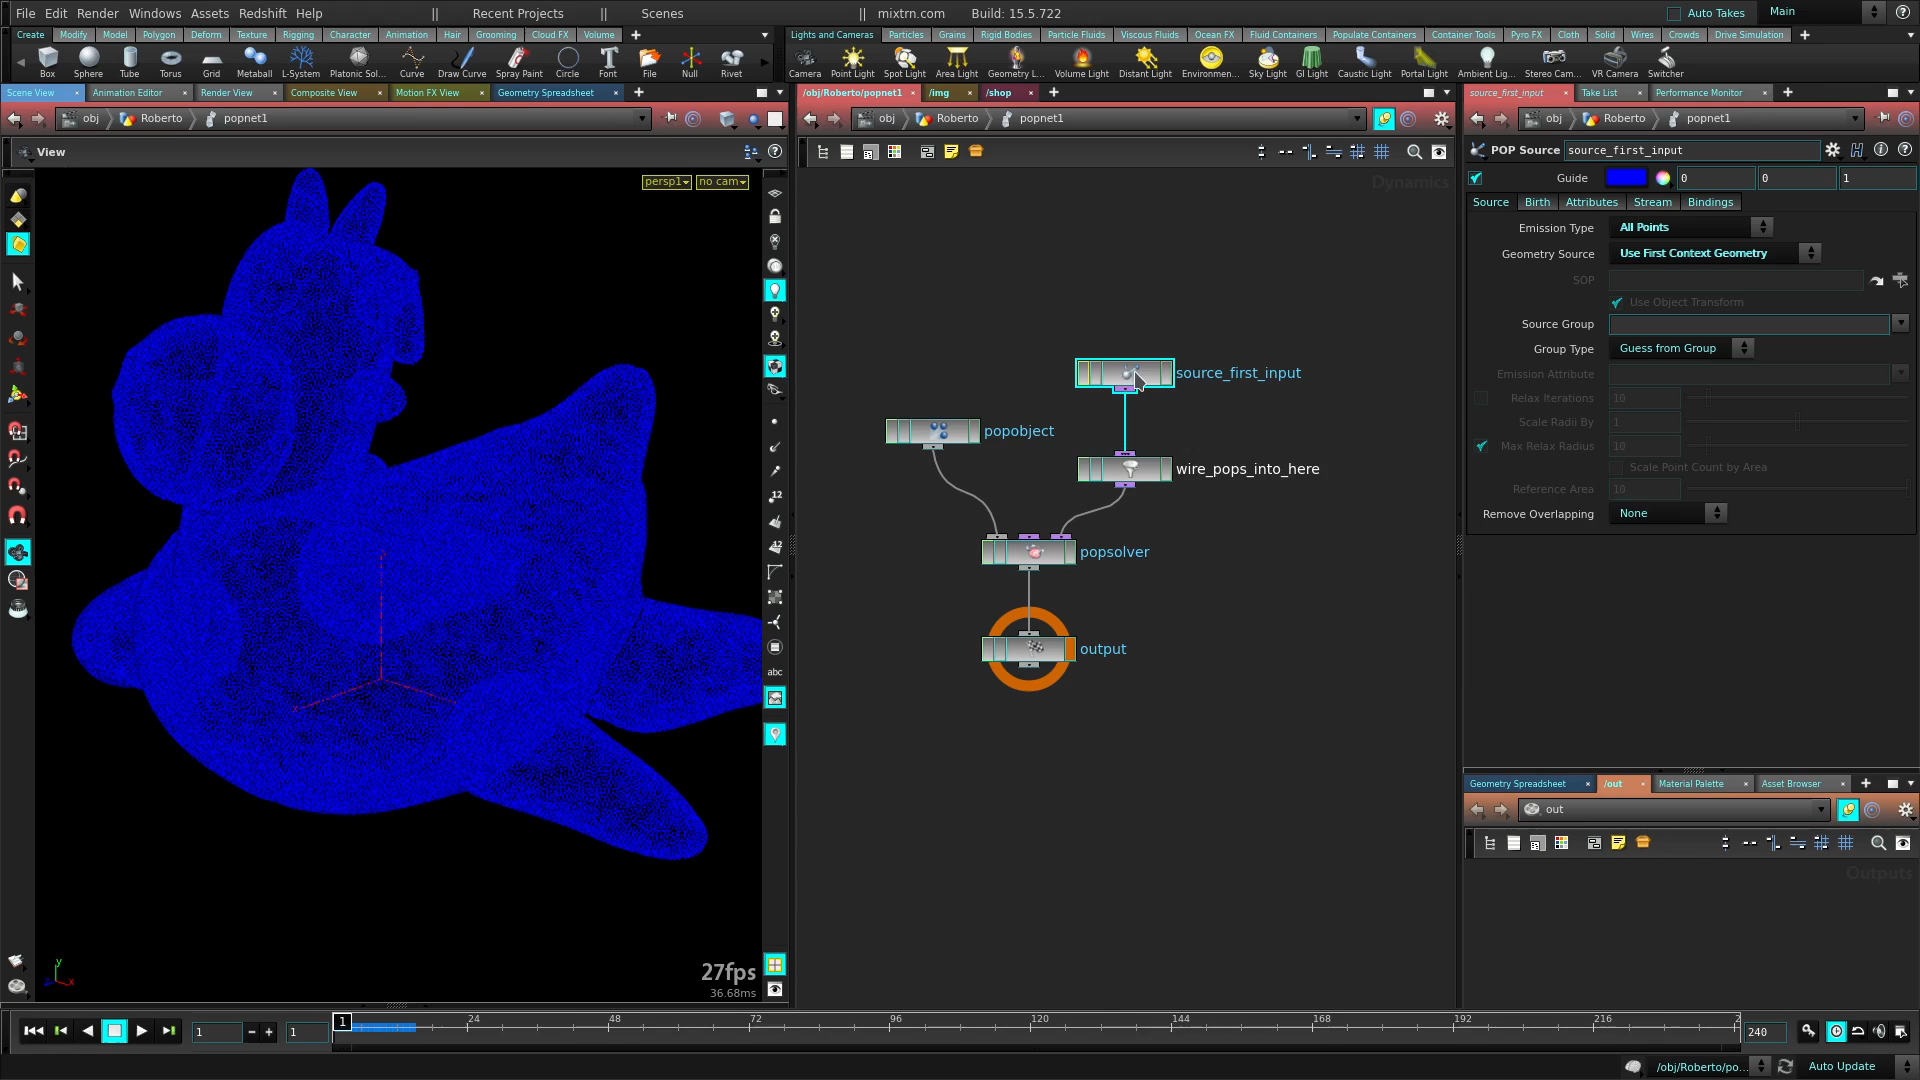 File Edit Render Windows Assets Redshift Help || Recent Projects || Scenes || mixtrn.com Build: 15.5.722 Auto Takes Main
Create Modify Model Polygon Deform Texture Rigging Character Animation Hair Grooming Cloud FX Volume
Lights and Cameras Particles Grains Rigid Bodies Particle Fluids Viscous Fluids Ocean FX Fluid Containers Populate Containers Container Tools Pyro FX Cloth Solid Wires Crowds Drive Simulation
Box Sphere Tube Torus Grid Metaball L-System Platonic Sol... Curve Draw Curve Spray Paint Circle Font File Null Rivet
Camera Point Light Spot Light Area Light Geometry L... Volume Light Distant Light Environmen... Sky Light GI Light Caustic Light Portal Light Ambient Lig... Stereo Cam... VR Camera Switcher
Scene View Animation Editor Render View Composite View Motion FX View Geometry Spreadsheet
/obj/Roberto/popnet1 /img /shop
source_first_input Take List Performance Monitor
obj Roberto popnet1
obj Roberto popnet1
obj Roberto popnet1
View
persp1 no cam
Dynamics
POP Source source_first_input
Guide 0 0 1
Source Birth Attributes Stream Bindings
Emission Type All Points
Geometry Source Use First Context Geometry
SOP
Use Object Transform
Source Group
Group Type Guess from Group
Emission Attribute
Relax Iterations 10
Scale Radii By 1
Max Relax Radius 10
Scale Point Count by Area
Reference Area 10
Remove Overlapping None
source_first_input
popobject
wire_pops_into_here
popsolver
output
12
12
abc
27fps
36.68ms
y
x
Geometry Spreadsheet /out Material Palette Asset Browser
out
Outputs
1 1 1 24 48 72 96 120 144 168 192 216 2 240
/obj/Roberto/po... Auto Update